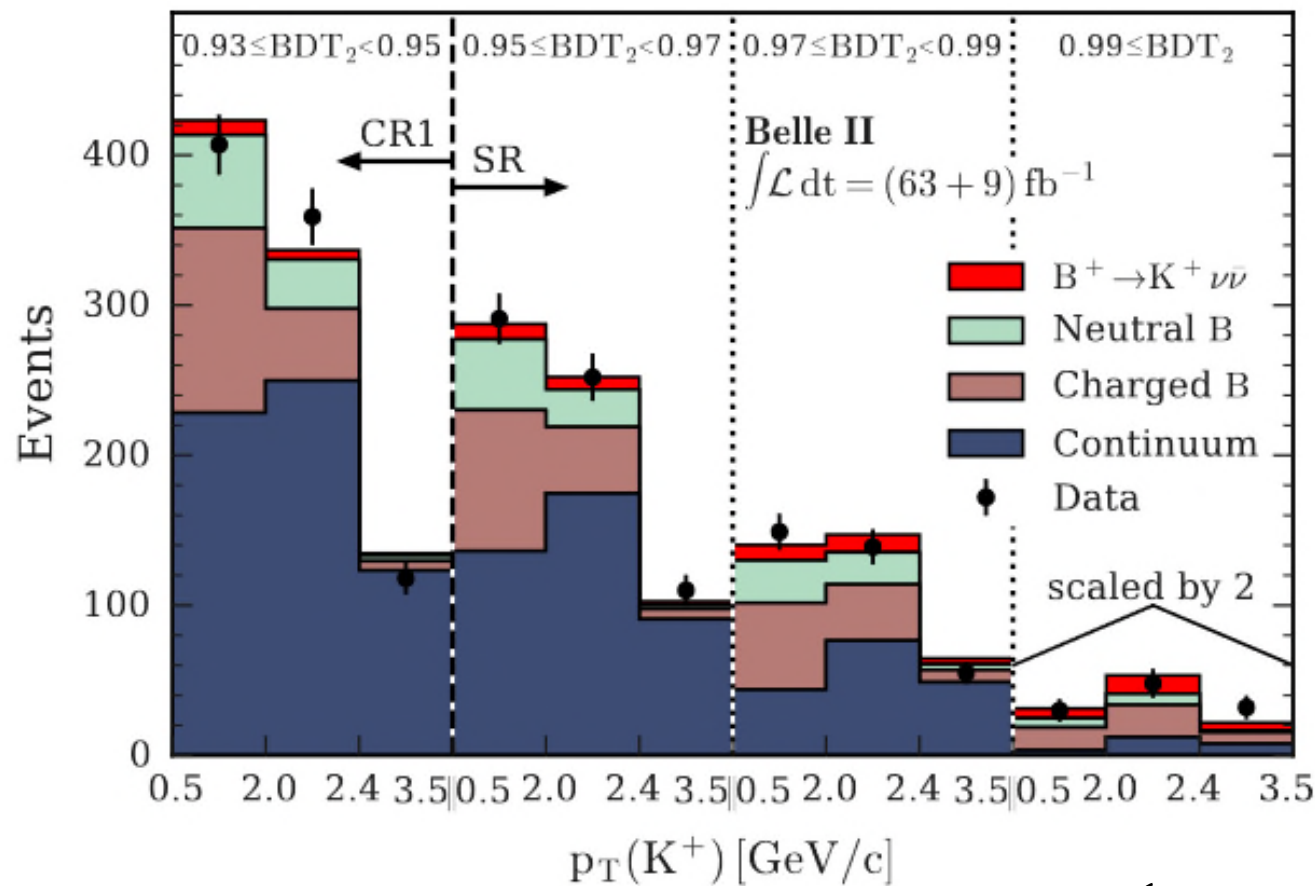 0.93≤BDT₂<0.95 0.95≤BDT₂<0.97 0.97≤BDT₂<0.99 0.99≤BDT₂
CR1
SR
Belle II
∫ℒ dt = (63 + 9) fb⁻¹
B⁺→K⁺νν̄
Neutral B
Charged B
Continuum
Data
scaled by 2
Events
400
300
200
100
0
0.5 2.0 2.4 3.5 0.5 2.0 2.4 3.5 0.5 2.0 2.4 3.5 0.5 2.0 2.4 3.5
p_T(K⁺) [GeV/c]